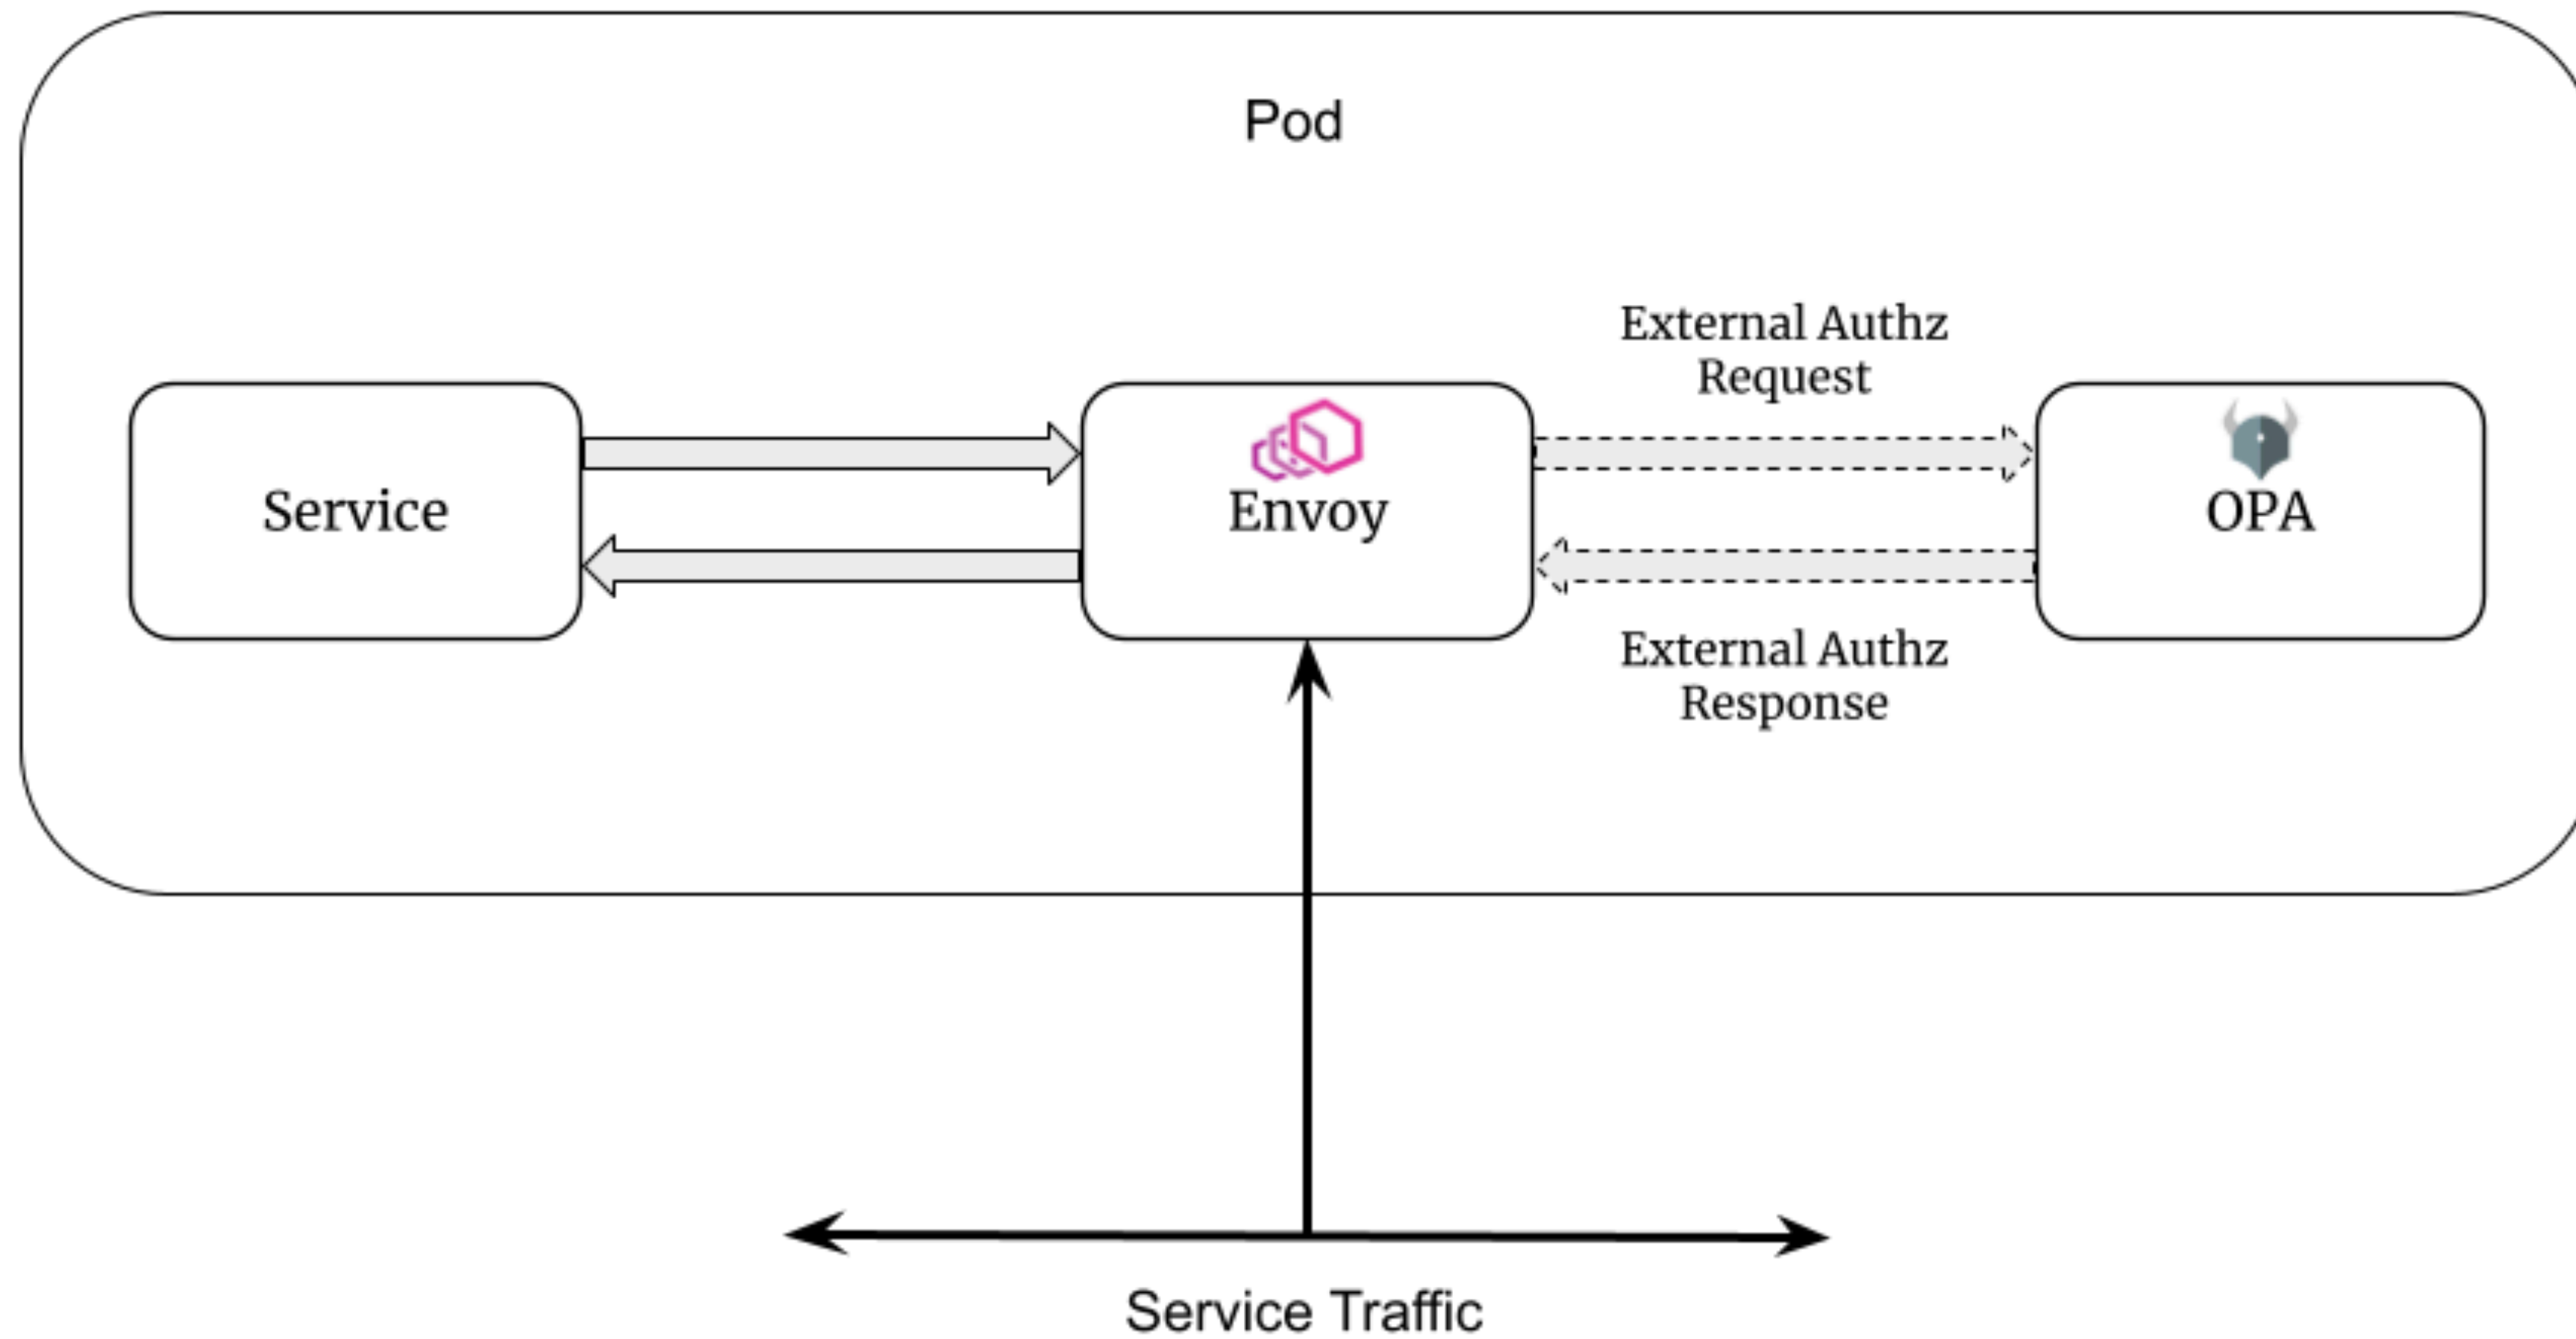 Pod
External Authz
Request
Service
Envoy
OPA
External Authz
Response
Service Traffic